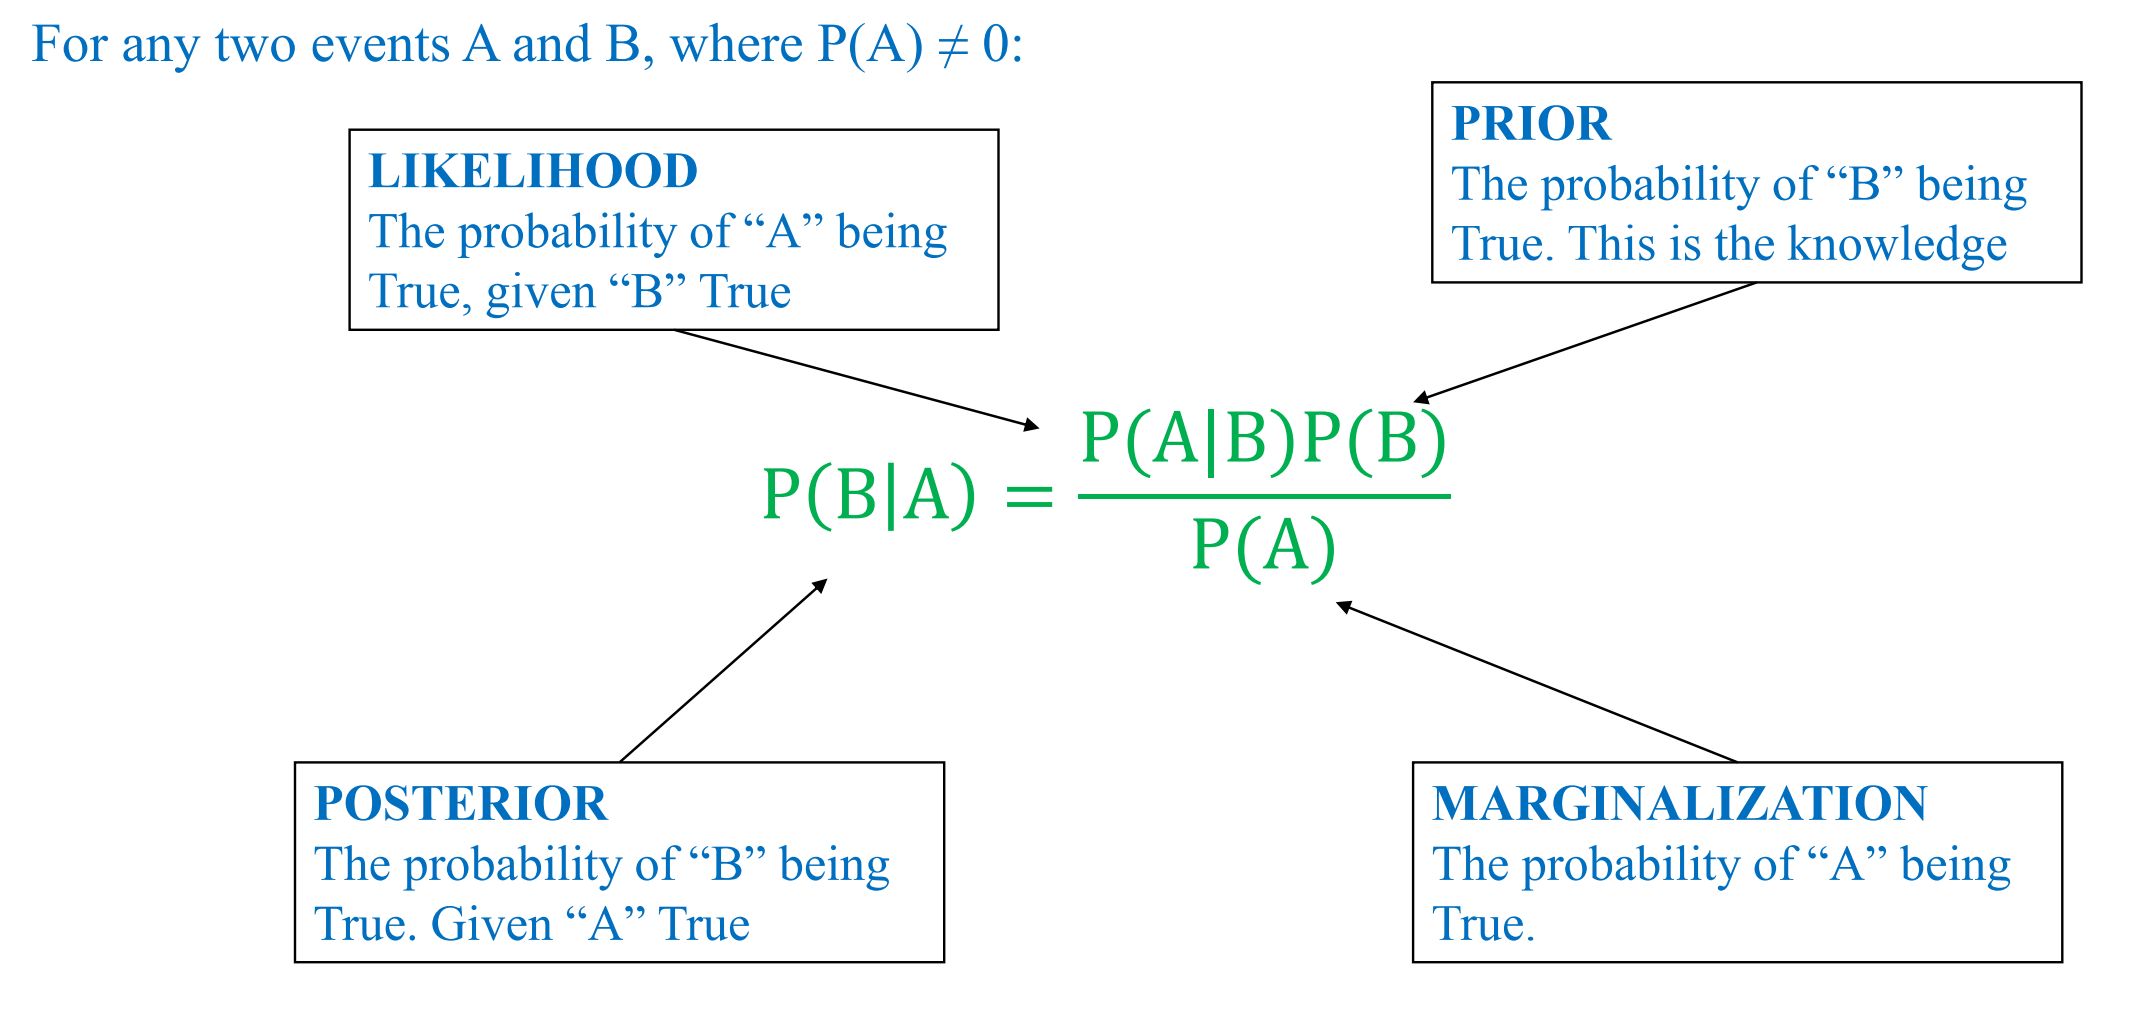 For any two events A and B, where P(A) ≠ 0:
LIKELIHOOD
The probability of “A” being
True, given “B” True
PRIOR
The probability of “B” being
True. This is the knowledge
P(B|A) = P(A|B)P(B)
P(A)
POSTERIOR
The probability of “B” being
True. Given “A” True
MARGINALIZATION
The probability of “A” being
True.